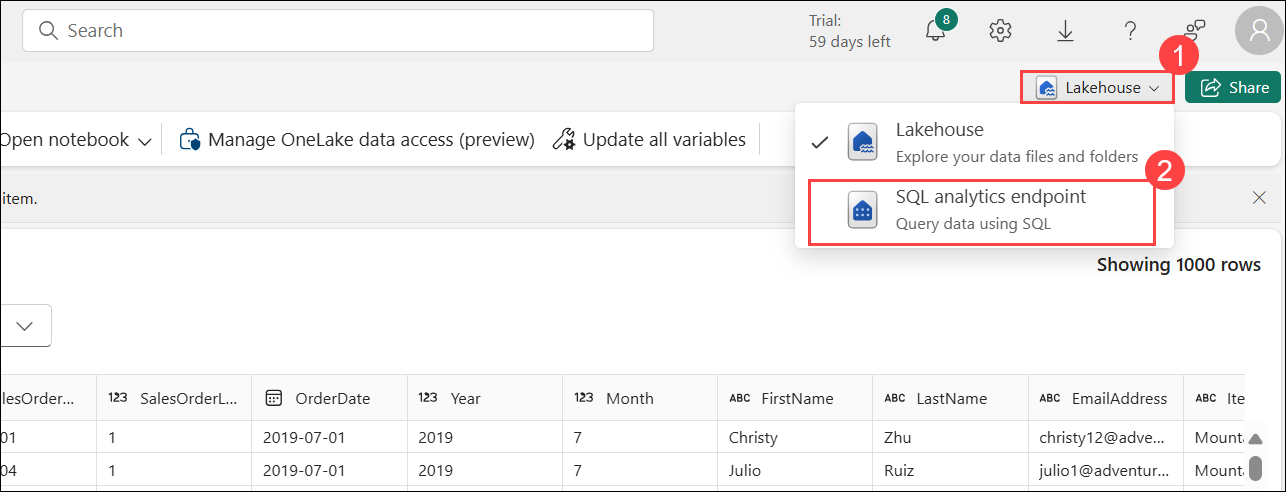 Search
Trial:
59 days left
8
1
Lakehouse
Share
Open notebook
Manage OneLake data access (preview)
Update all variables
Lakehouse
Explore your data files and folders
2
item.
SQL analytics endpoint
Query data using SQL
Showing 1000 rows
lesOrder... 123 SalesOrderL... OrderDate 123 Year 123 Month ABC FirstName ABC LastName ABC EmailAddress ABC Ite
01 1 2019-07-01 2019 7 Christy Zhu christy12@adve... Mounta
04 1 2019-07-01 2019 7 Julio Ruiz julio1@adventur... Mounta